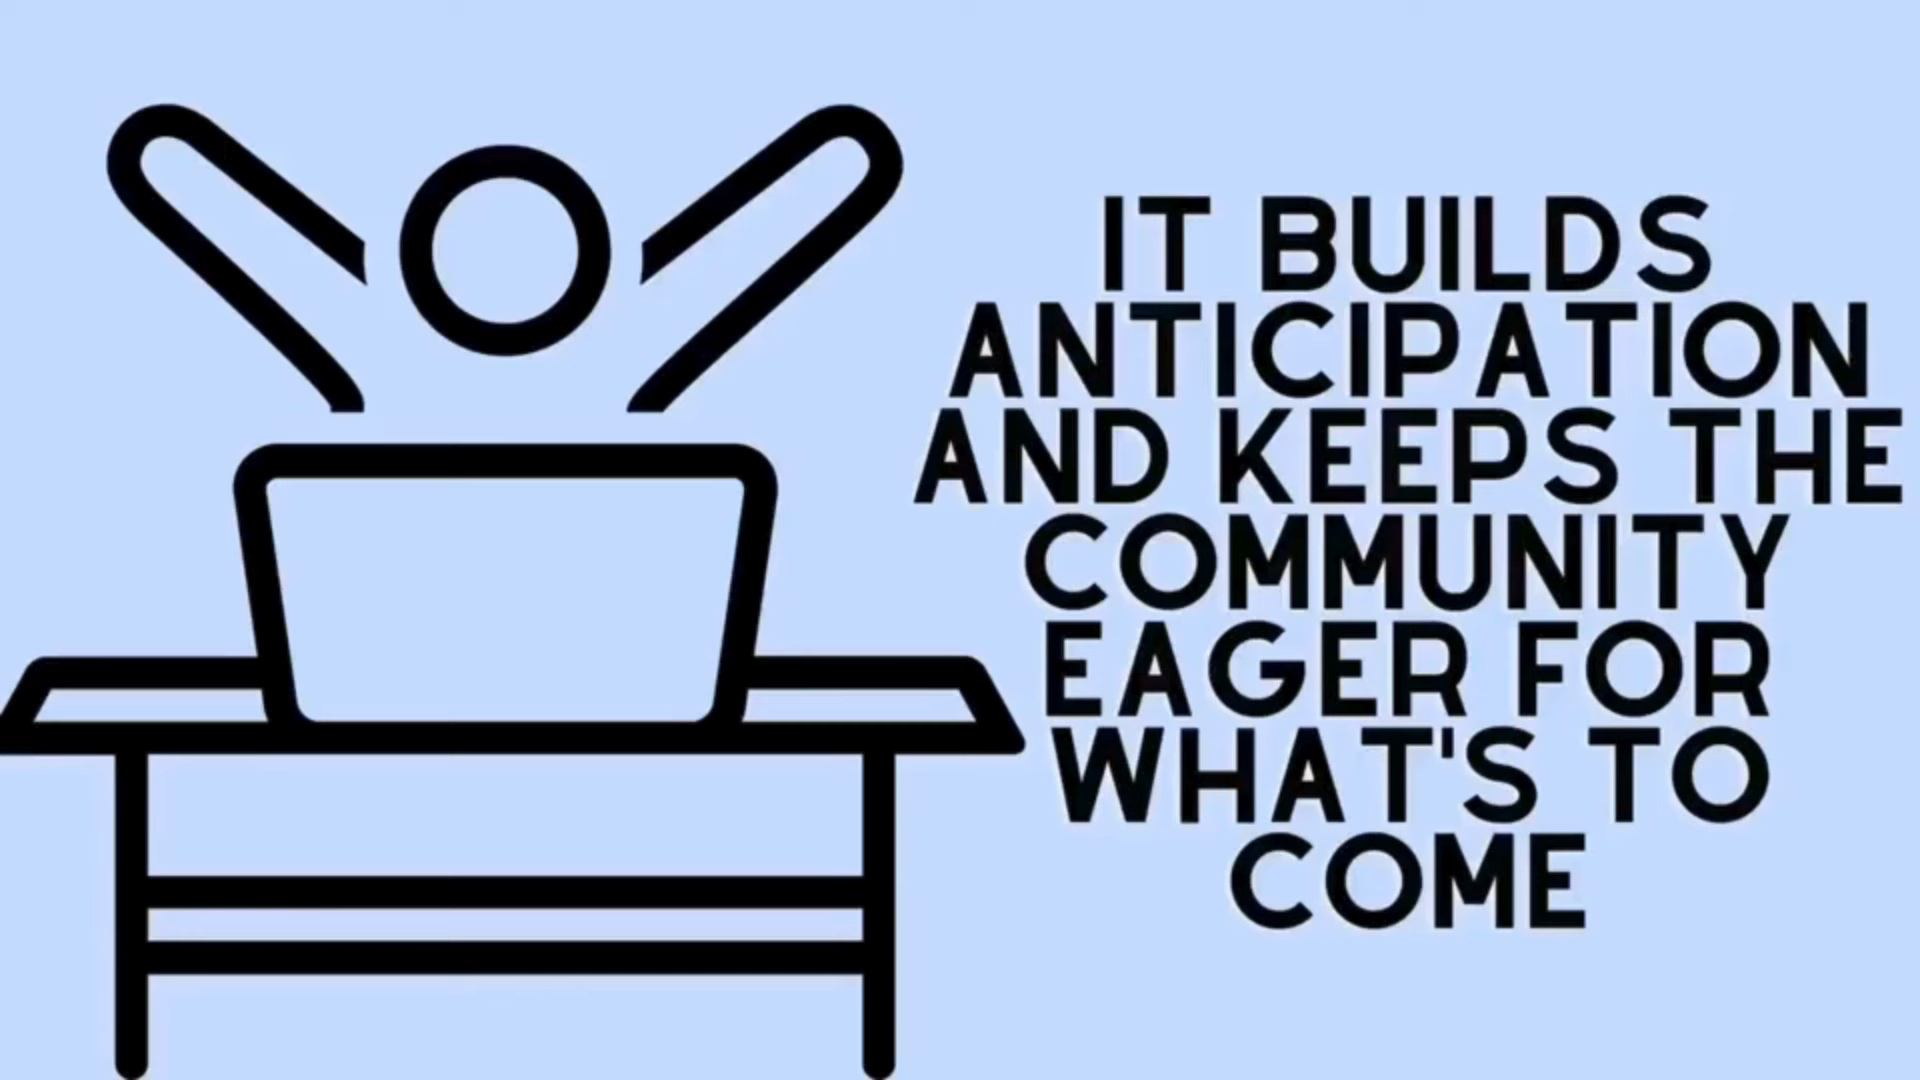 IT BUILDS
ANTICIPATION
AND KEEPS THE
COMMUNITY
EAGER FOR
WHAT'S TO
COME